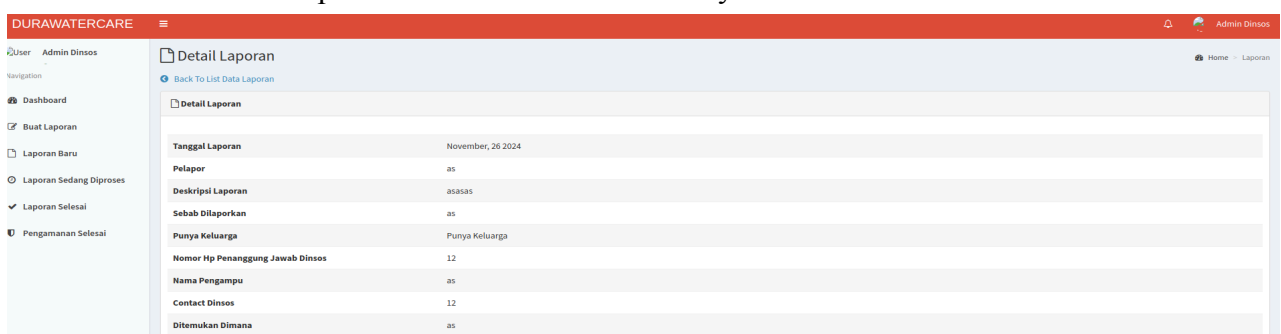 DURAWATERCARE
Admin Dinsos
User Admin Dinsos
Navigation
Dashboard
Buat Laporan
Laporan Baru
Laporan Sedang Diproses
Laporan Selesai
Pengamanan Selesai
Detail Laporan
Home > Laporan
Back To List Data Laporan
Detail Laporan
Tanggal Laporan November, 26 2024
Pelapor as
Deskripsi Laporan asasas
Sebab Dilaporkan as
Punya Keluarga Punya Keluarga
Nomor Hp Penanggung Jawab Dinsos 12
Nama Pengampu as
Contact Dinsos 12
Ditemukan Dimana as